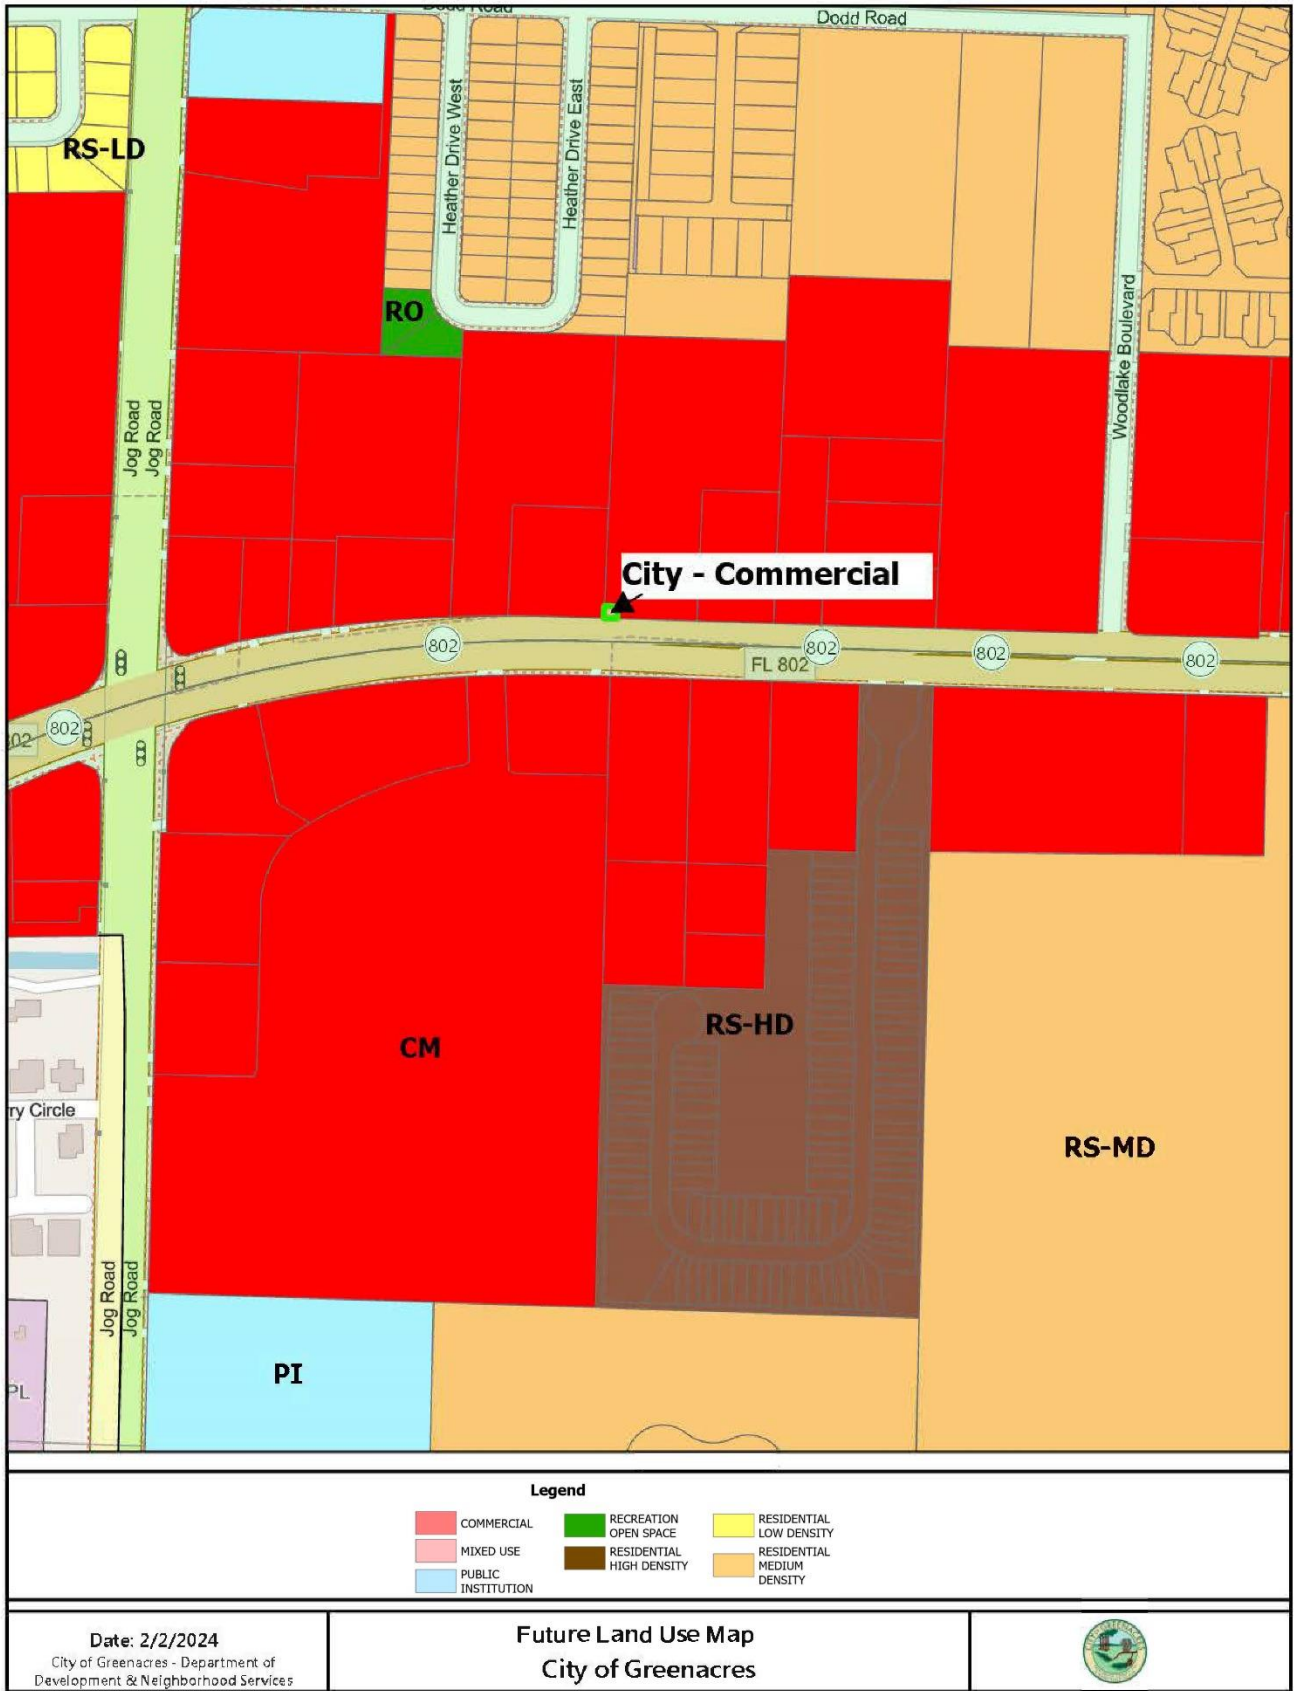 Dodd Road
Dodd Road
RS-LD
Heather Drive West
Heather Drive East
RO
Woodlake Boulevard
Jog Road
Jog Road
City - Commercial
802
802
802
802
FL 802
802
802
CM
RS-HD
ry Circle
RS-MD
Jog Road
Jog Road
PI
PL
Legend
COMMERCIAL
MIXED USE
PUBLIC
INSTITUTION
RECREATION
OPEN SPACE
RESIDENTIAL
HIGH DENSITY
RESIDENTIAL
LOW DENSITY
RESIDENTIAL
MEDIUM
DENSITY
Date: 2/2/2024
City of Greenacres - Department of
Development & Neighborhood Services
Future Land Use Map
City of Greenacres